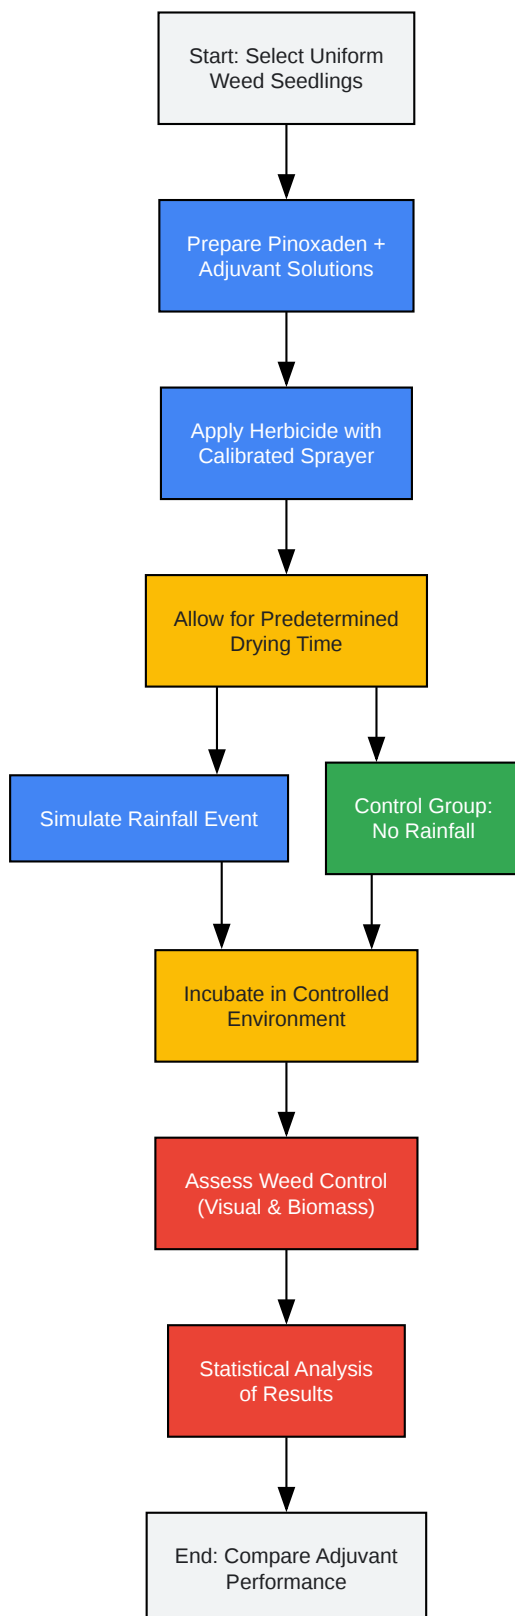 Start: Select Uniform
Weed Seedlings
Prepare Pinoxaden +
Adjuvant Solutions
Apply Herbicide with
Calibrated Sprayer
Allow for Predetermined
Drying Time
Simulate Rainfall Event
Control Group:
No Rainfall
Incubate in Controlled
Environment
Assess Weed Control
(Visual & Biomass)
Statistical Analysis
of Results
End: Compare Adjuvant
Performance